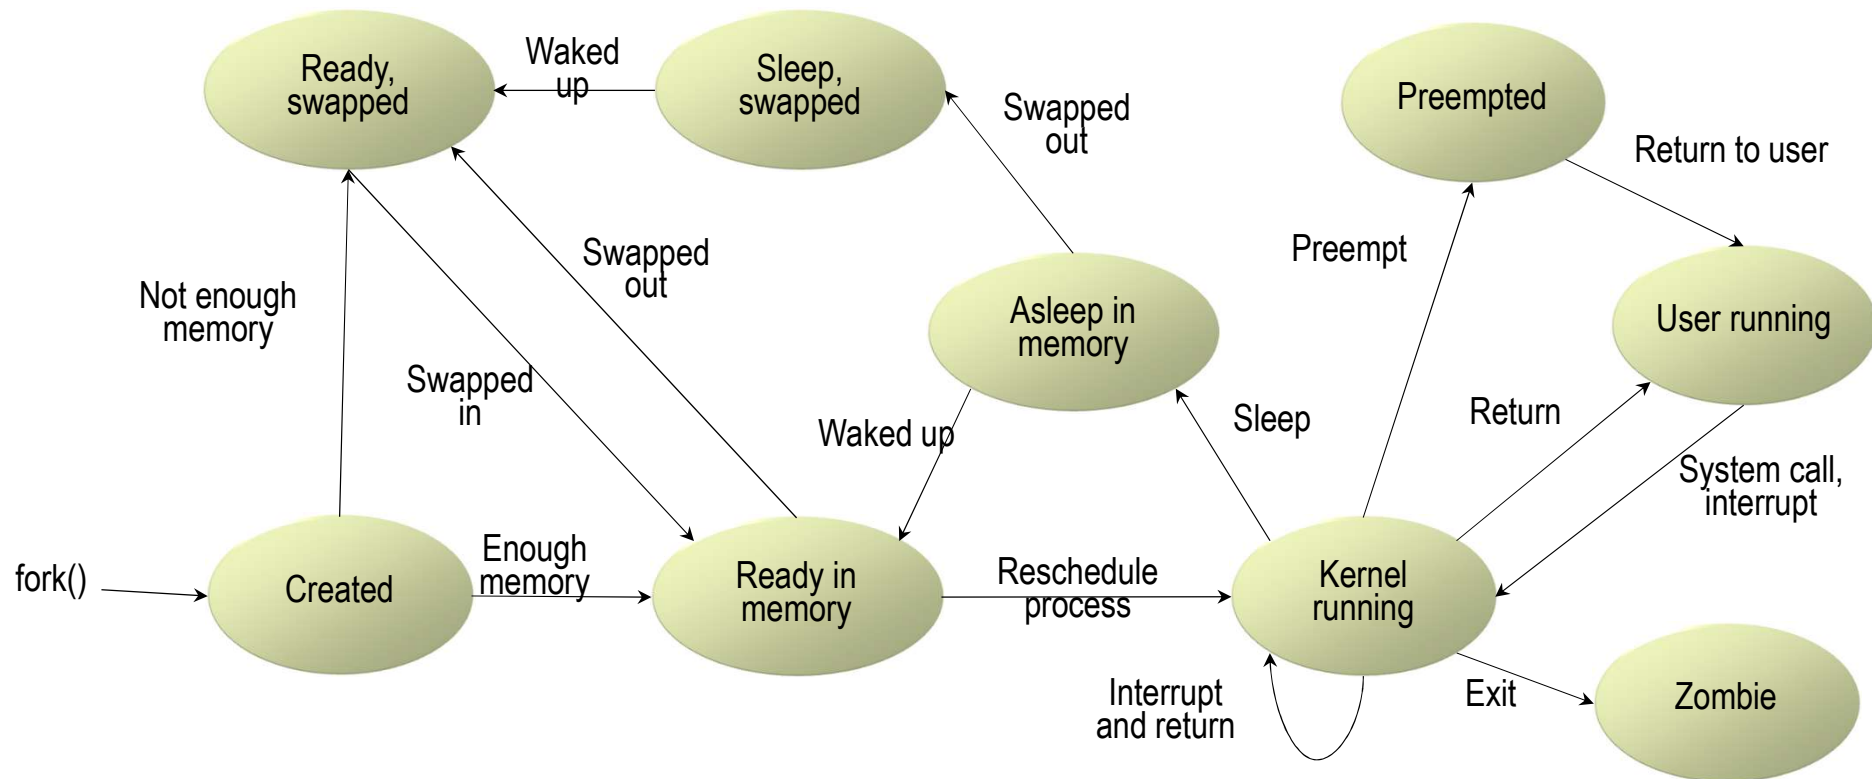 Ready,
swapped
Waked
up
Sleep,
swapped
Swapped
out
Preempted
Return to user
Not enough
memory
Swapped
out
Swapped
in
Asleep in
memory
Waked up
Sleep
Preempt
User running
Return
System call,
interrupt
fork()
Created
Enough
memory
Ready in
memory
Reschedule
process
Kernel
running
Interrupt
and return
Exit
Zombie